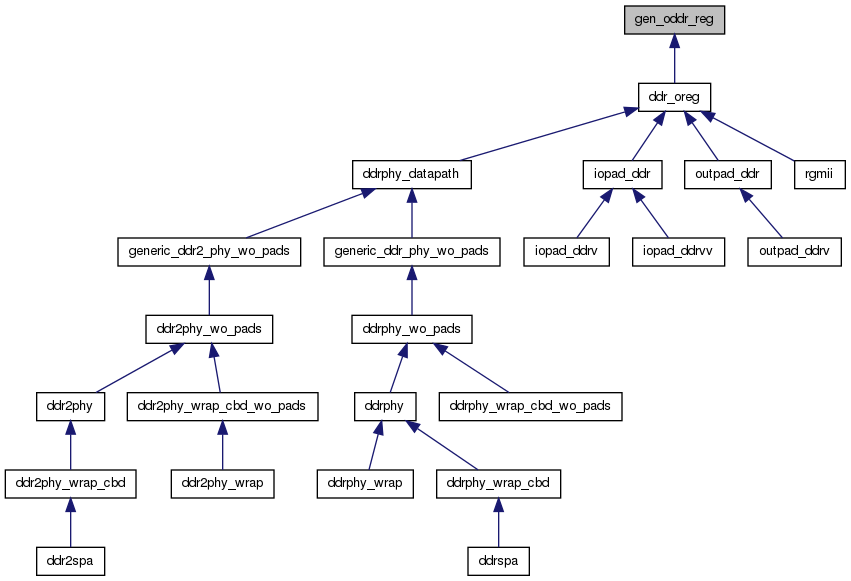 gen_oddr_reg
ddr_oreg
ddrphy_datapath
iopad_ddr
outpad_ddr
rgmii
generic_ddr2_phy_wo_pads
generic_ddr_phy_wo_pads
iopad_ddrv
iopad_ddrvv
outpad_ddrv
ddr2phy_wo_pads
ddrphy_wo_pads
ddr2phy
ddr2phy_wrap_cbd_wo_pads
ddrphy
ddrphy_wrap_cbd_wo_pads
ddr2phy_wrap_cbd
ddr2phy_wrap
ddrphy_wrap
ddrphy_wrap_cbd
ddr2spa
ddrspa